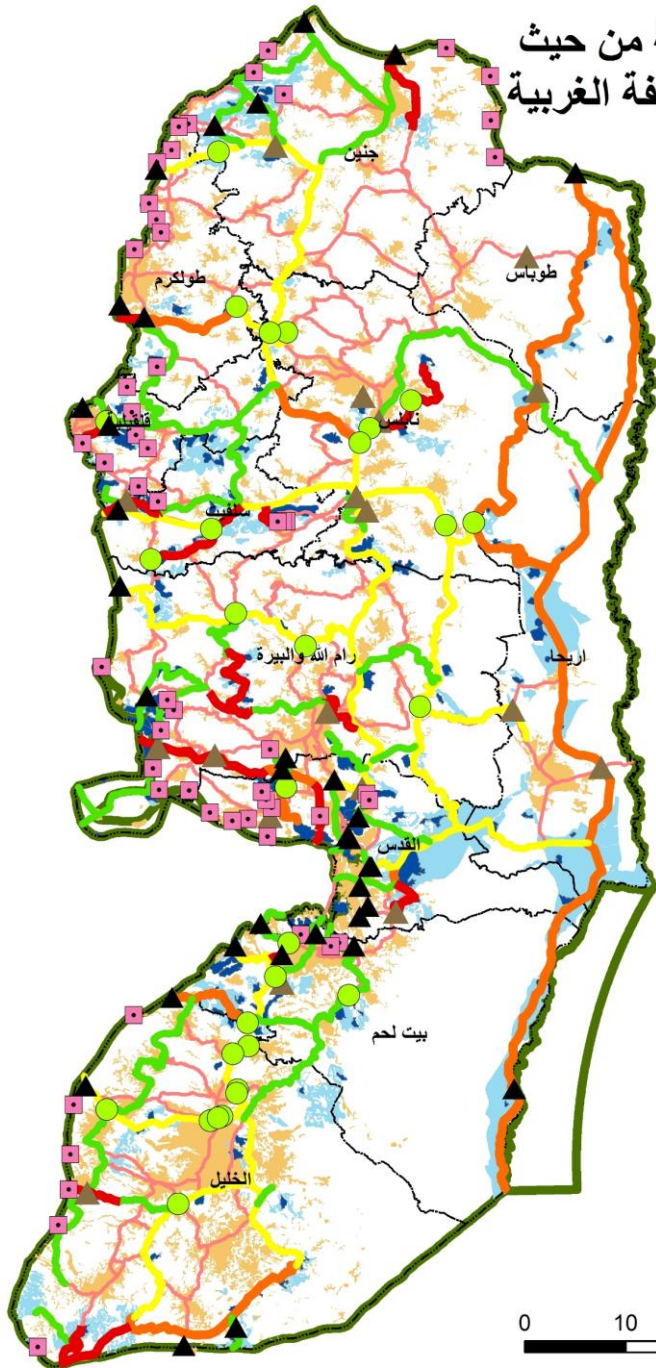 من حيث
فة الغربية
جنين
طوباس
طولكرم
نابلس
قلقيلية
سلفيت
رام الله والبيرة
اريحا
القدس
بيت لحم
الخليل
0 10